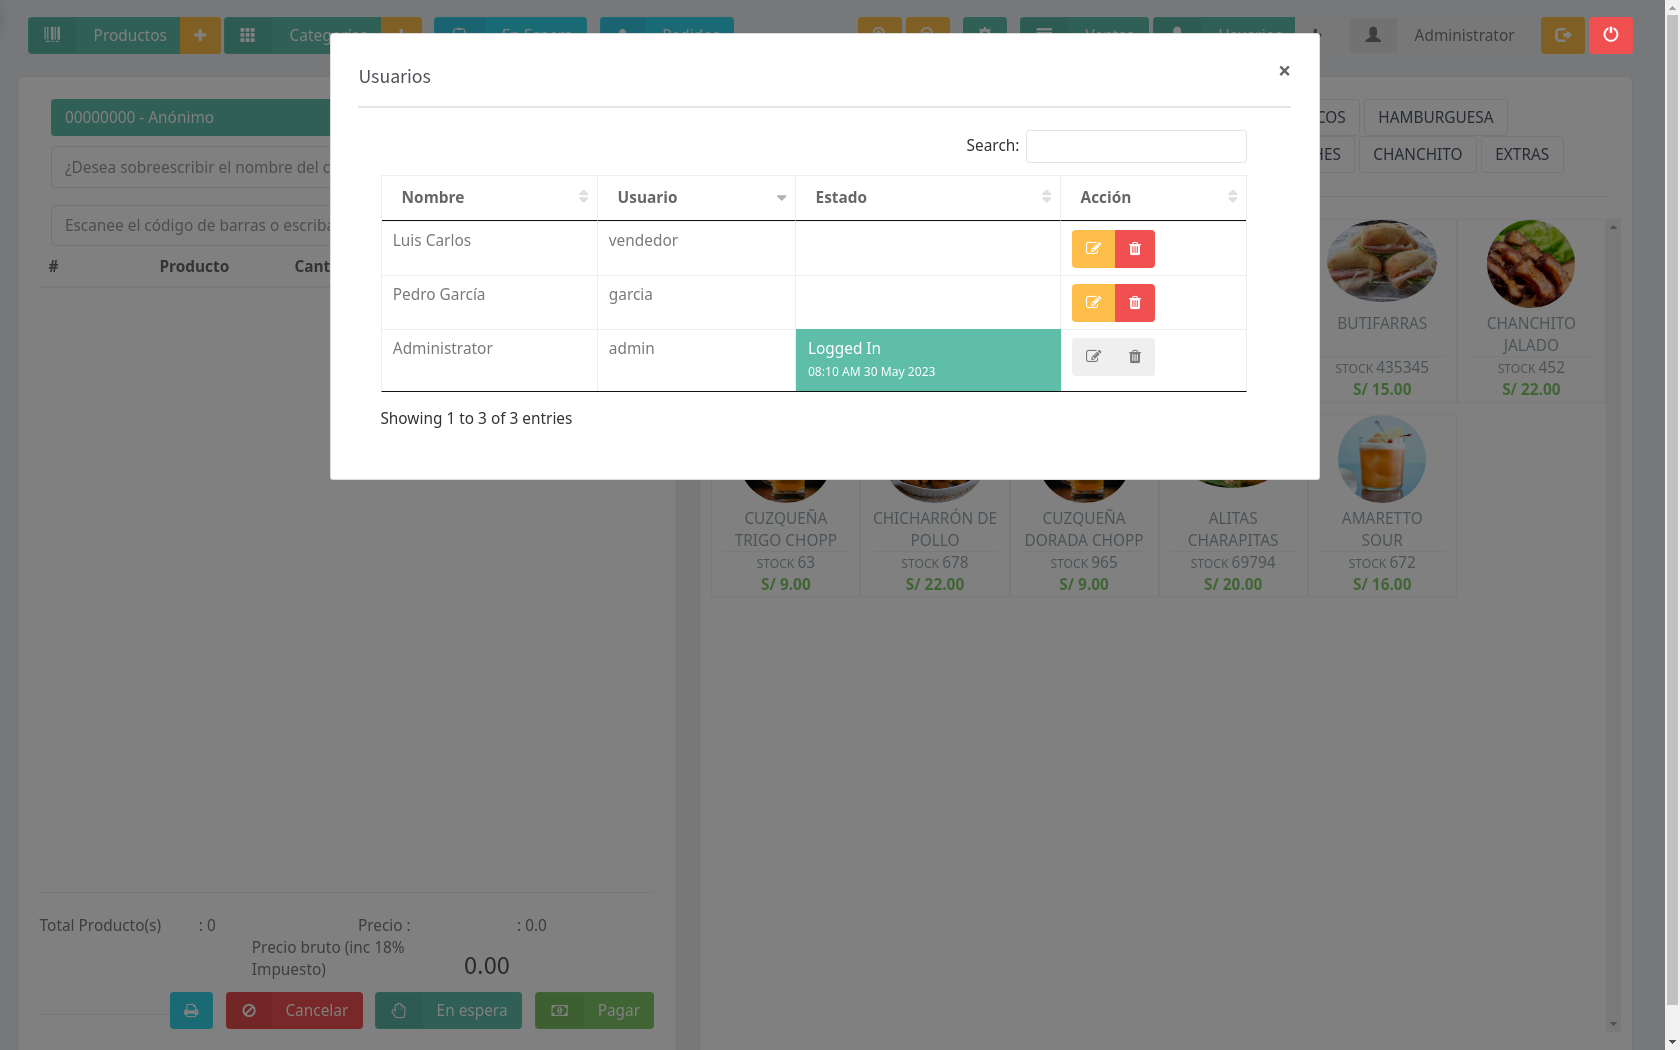 Productos
Administrator
Usuarios
×
00000000 - Anónimo
HAMBURGUESA
¿Desea sobreescribir el nombre del c
CHANCHITO
EXTRAS
Search:
Escanee el código de barras o escriba
Nombre
Usuario
Estado
Acción
Luis Carlos
vendedor
Pedro García
garcia
Administrator
admin
Logged In
08:10 AM 30 May 2023
Showing 1 to 3 of 3 entries
#
Producto
Cant
BUTIFARRAS
STOCK 435345
S/ 15.00
CHANCHITO
JALADO
STOCK 452
S/ 22.00
CUZQUEÑA
TRIGO CHOPP
STOCK 63
S/ 9.00
CHICHARRÓN DE
POLLO
STOCK 678
S/ 22.00
CUZQUEÑA
DORADA CHOPP
STOCK 965
S/ 9.00
ALITAS
CHARAPITAS
STOCK 69794
S/ 20.00
AMARETTO
SOUR
STOCK 672
S/ 16.00
Total Producto(s) : 0
Precio : : 0.0
Precio bruto (inc 18%
Impuesto)
0.00
Cancelar
En espera
Pagar